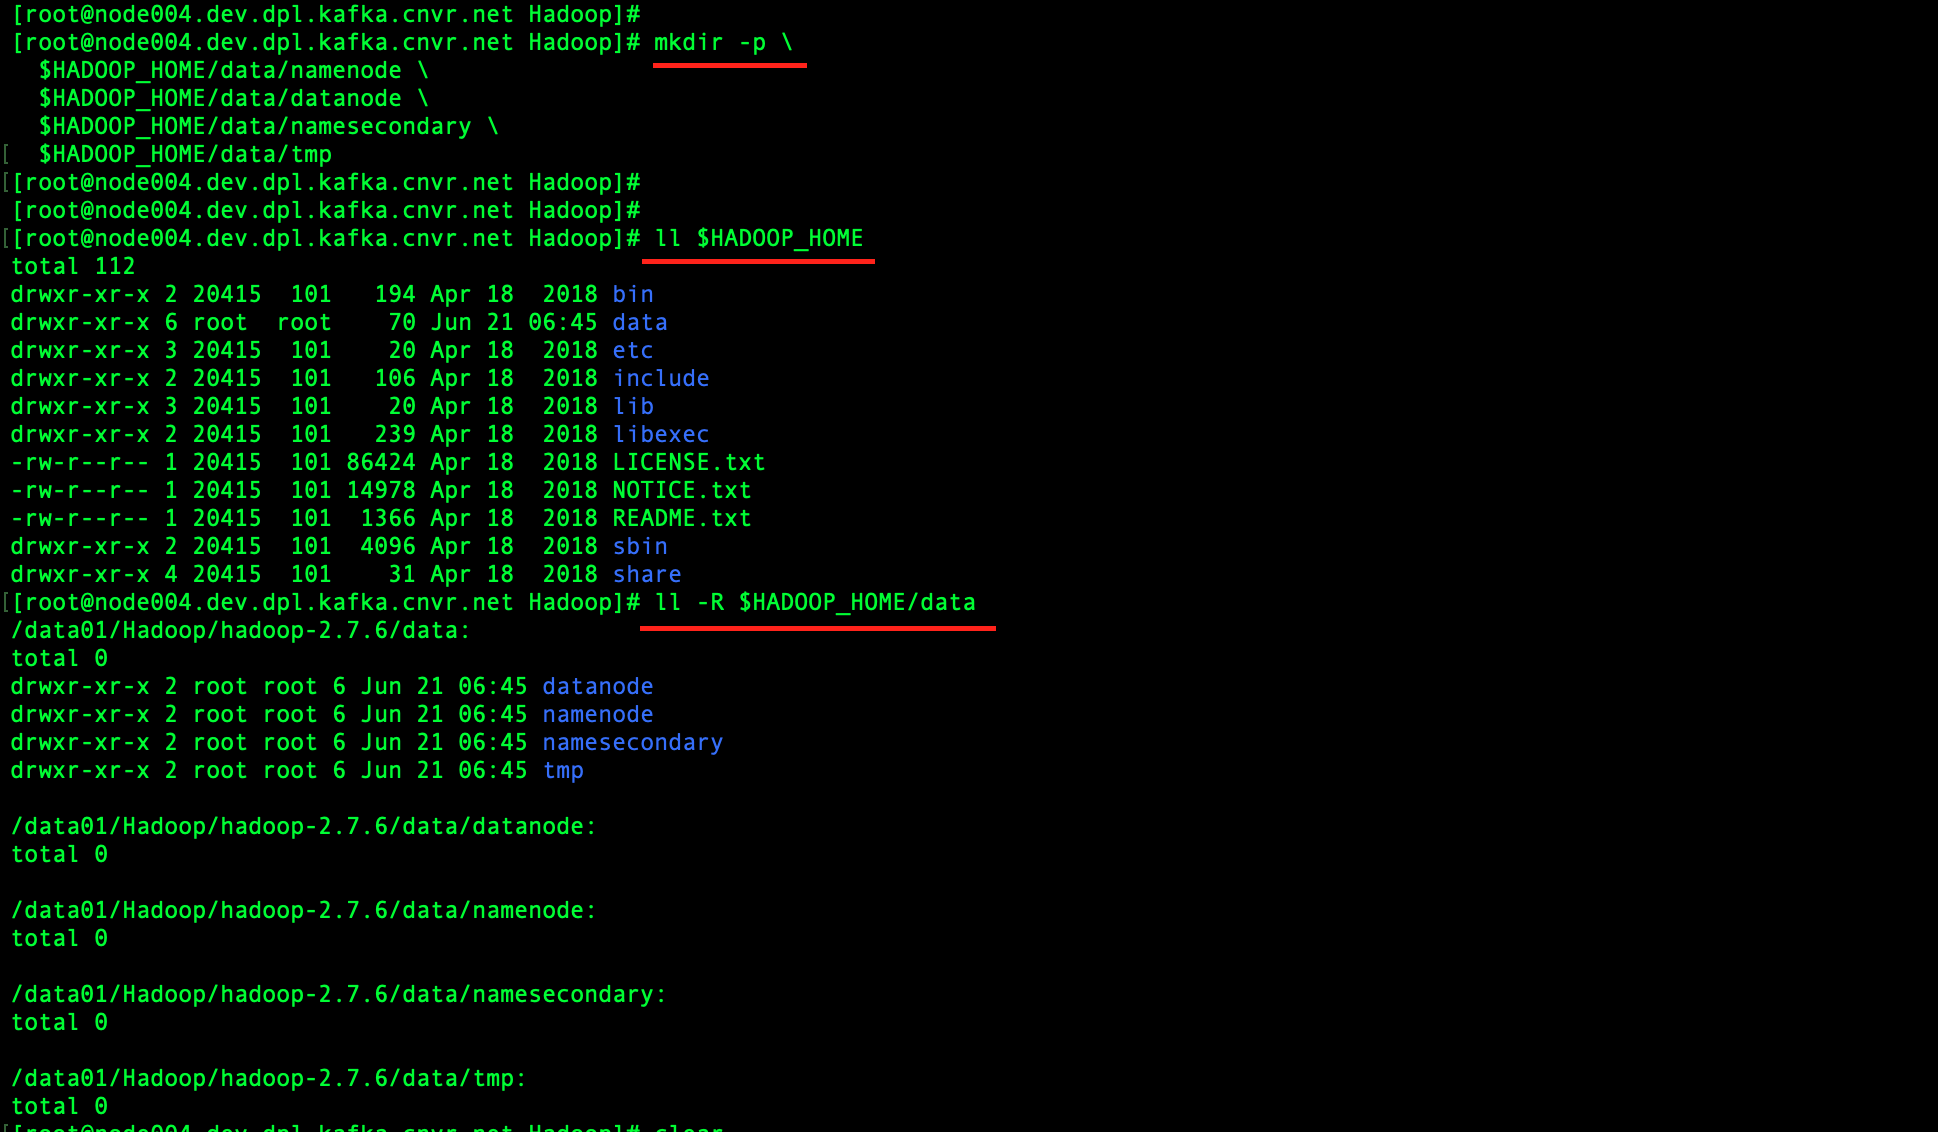 [root@node004.dev.dpl.kafka.cnvr.net Hadoop]#
[root@node004.dev.dpl.kafka.cnvr.net Hadoop]# mkdir -p \
  $HADOOP_HOME/data/namenode \
  $HADOOP_HOME/data/datanode \
  $HADOOP_HOME/data/namesecondary \
[  $HADOOP_HOME/data/tmp
[[root@node004.dev.dpl.kafka.cnvr.net Hadoop]#
[root@node004.dev.dpl.kafka.cnvr.net Hadoop]#
[[root@node004.dev.dpl.kafka.cnvr.net Hadoop]# ll $HADOOP_HOME
total 112
drwxr-xr-x 2 20415  101   194 Apr 18  2018 bin
drwxr-xr-x 6 root  root    70 Jun 21 06:45 data
drwxr-xr-x 3 20415  101    20 Apr 18  2018 etc
drwxr-xr-x 2 20415  101   106 Apr 18  2018 include
drwxr-xr-x 3 20415  101    20 Apr 18  2018 lib
drwxr-xr-x 2 20415  101   239 Apr 18  2018 libexec
-rw-r--r-- 1 20415  101 86424 Apr 18  2018 LICENSE.txt
-rw-r--r-- 1 20415  101 14978 Apr 18  2018 NOTICE.txt
-rw-r--r-- 1 20415  101  1366 Apr 18  2018 README.txt
drwxr-xr-x 2 20415  101  4096 Apr 18  2018 sbin
drwxr-xr-x 4 20415  101    31 Apr 18  2018 share
[[root@node004.dev.dpl.kafka.cnvr.net Hadoop]# ll -R $HADOOP_HOME/data
/data01/Hadoop/hadoop-2.7.6/data:
total 0
drwxr-xr-x 2 root root 6 Jun 21 06:45 datanode
drwxr-xr-x 2 root root 6 Jun 21 06:45 namenode
drwxr-xr-x 2 root root 6 Jun 21 06:45 namesecondary
drwxr-xr-x 2 root root 6 Jun 21 06:45 tmp
/data01/Hadoop/hadoop-2.7.6/data/datanode:
total 0
/data01/Hadoop/hadoop-2.7.6/data/namenode:
total 0
/data01/Hadoop/hadoop-2.7.6/data/namesecondary:
total 0
/data01/Hadoop/hadoop-2.7.6/data/tmp:
total 0
[[root@node004.dev.dpl.kafka.cnvr.net Hadoop]# clear